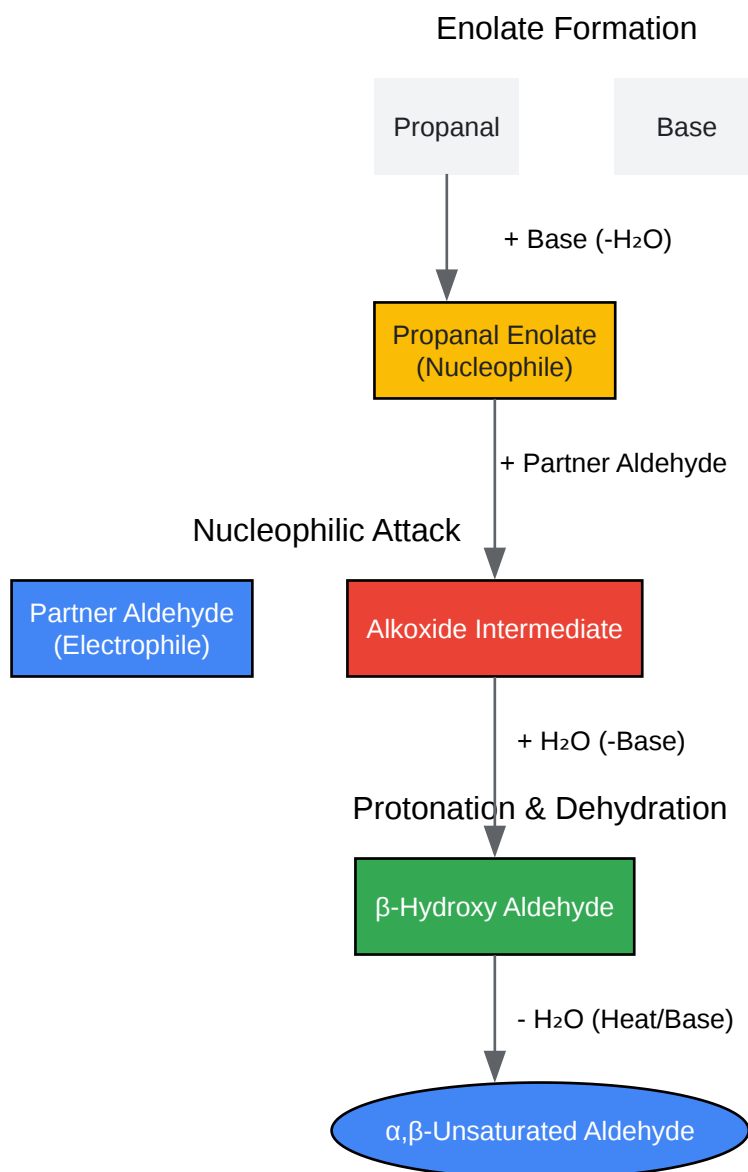 Enolate Formation
Propanal
Base
+ Base (-H₂O)
Propanal Enolate
(Nucleophile)
+ Partner Aldehyde
Nucleophilic Attack
Partner Aldehyde
(Electrophile)
Alkoxide Intermediate
+ H₂O (-Base)
Protonation & Dehydration
β-Hydroxy Aldehyde
- H₂O (Heat/Base)
α,β-Unsaturated Aldehyde